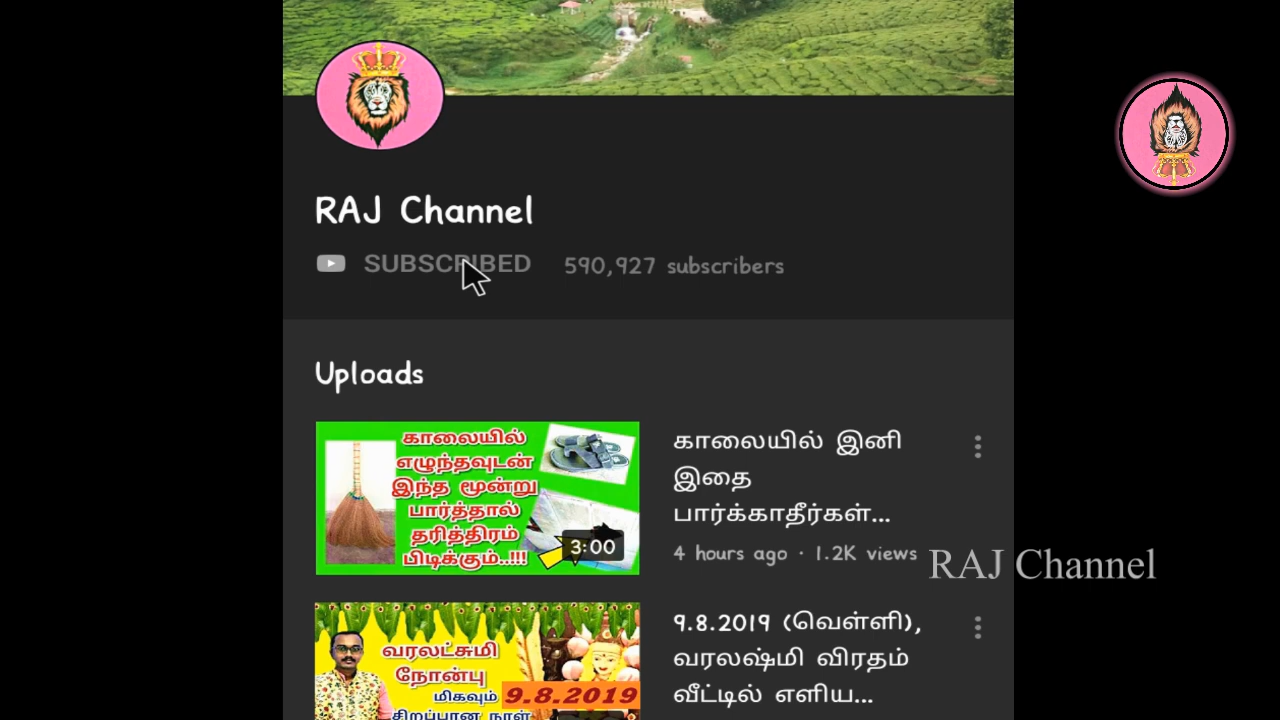 RAJ Channel
SUBSCRIBED 590,927 subscribers
Uploads
காலையில்
எழுந்தவுடன்
இந்த மூன்று
பார்த்தால்
தரித்திரம்
பிடிக்கும்..!!!
3:00
காலையில் இனி
இதை
பார்க்காதீர்கள்...
4 hours ago · 1.2K views
RAJ Channel
வரலட்சுமி
நோன்பு
மிகவும் 9.8.2019
சிறப்பான நாள்
9.8.2019 (வெள்ளி),
வரலஷ்மி விரதம்
வீட்டில் எளிய...